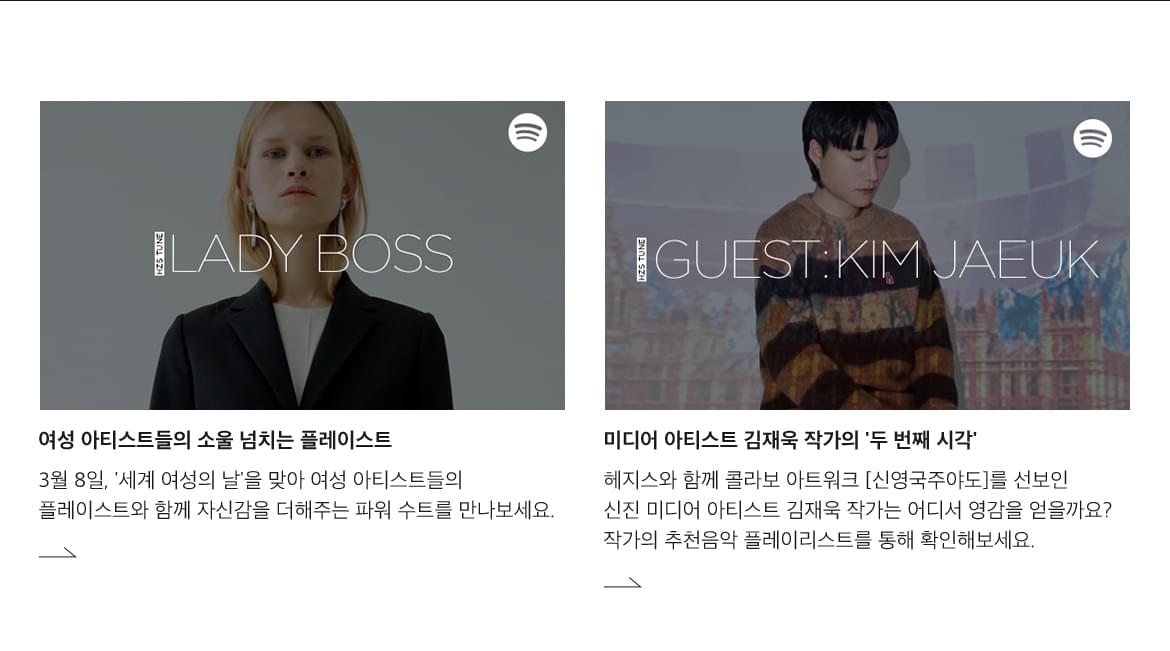 HZS TUNE
LADY BOSS
여성 아티스트들의 소울 넘치는 플레이스트
3월 8일, '세계 여성의 날'을 맞아 여성 아티스트들의
플레이스트와 함께 자신감을 더해주는 파워 수트를 만나보세요.
HZS TUNE
GUEST:KIM JAEUK
미디어 아티스트 김재욱 작가의 '두 번째 시각'
헤지스와 함께 콜라보 아트워크 [신영국주야도]를 선보인
신진 미디어 아티스트 김재욱 작가는 어디서 영감을 얻을까요?
작가의 추천음악 플레이리스트를 통해 확인해보세요.